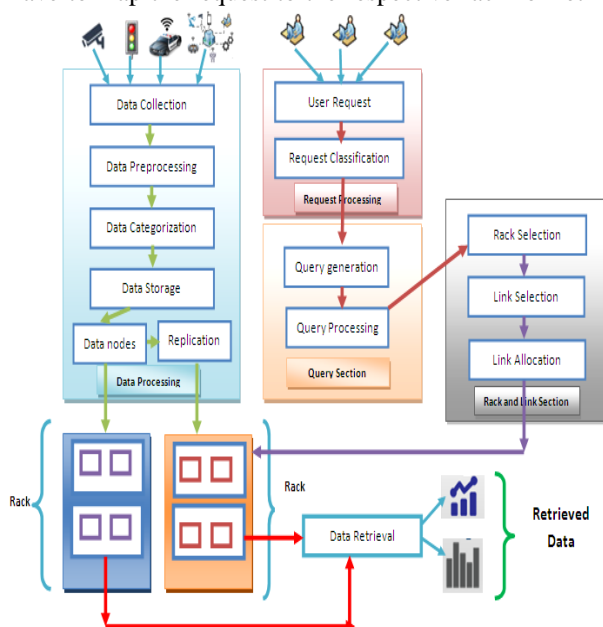 Data Collection
Data Preprocessing
Data Categorization
Data Storage
Data nodes
Replication
Data Processing
User Request
Request Classification
Request Processing
Query generation
Query Processing
Query Section
Rack Selection
Link Selection
Link Allocation
Rack and Link Section
Rack
Rack
Data Retrieval
Retrieved
Data